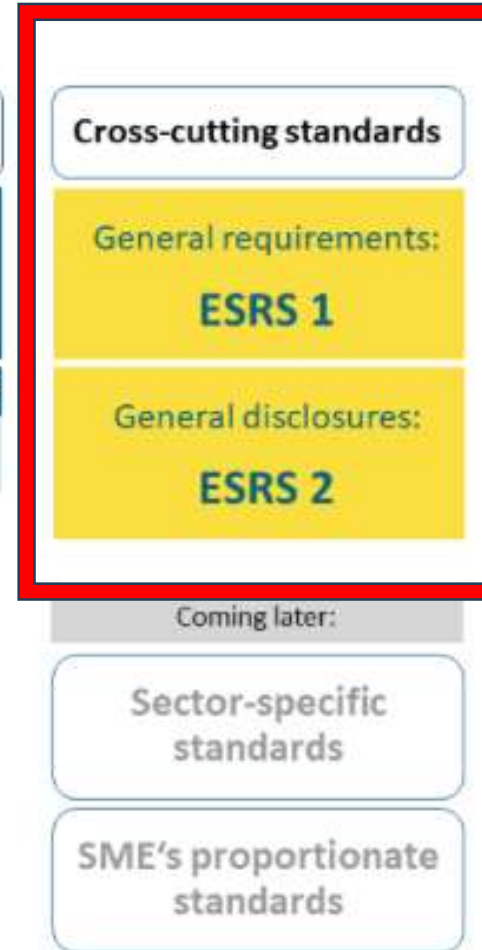 Cross-cutting standards
General requirements:
ESRS 1
General disclosures:
ESRS 2
Coming later:
Sector-specific
standards
SME‘s proportionate
standards